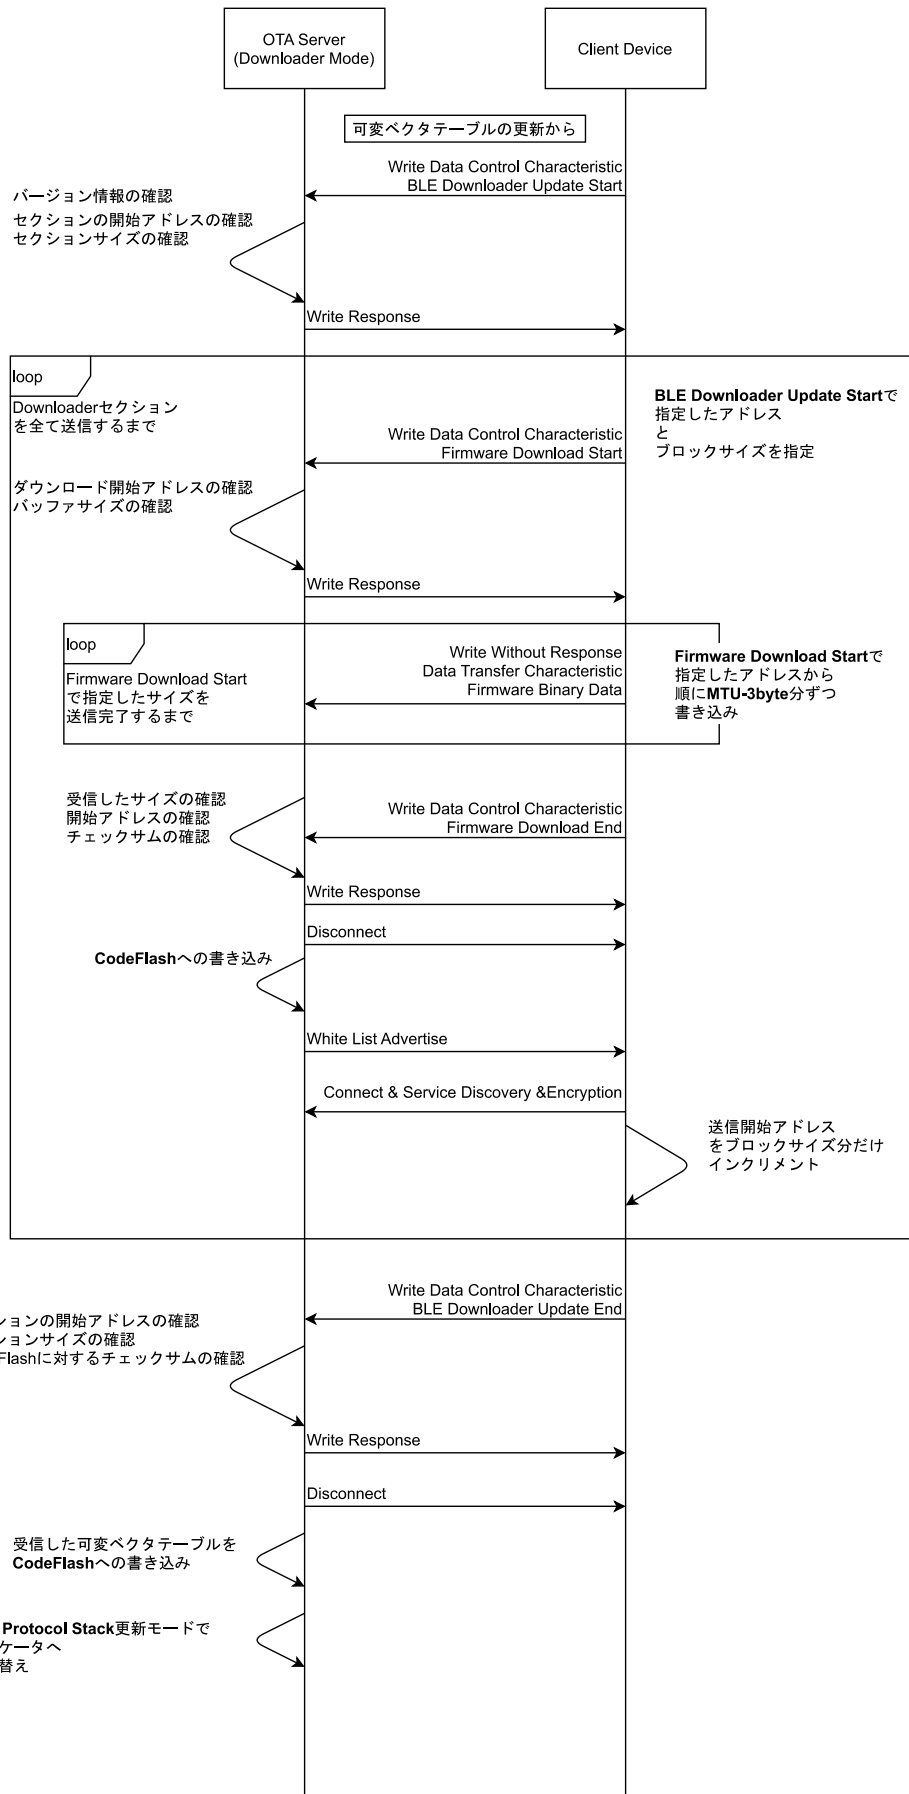 OTA Server
(Downloader Mode)
Client Device
可変ベクタテーブルの更新から
Write Data Control Characteristic
BLE Downloader Update Start
バージョン情報の確認
セクションの開始アドレスの確認
セクションサイズの確認
Write Response
loop
Downloaderセクション
を全て送信するまで
BLE Downloader Update Startで
指定したアドレス
と
ブロックサイズを指定
Write Data Control Characteristic
Firmware Download Start
ダウンロード開始アドレスの確認
バッファサイズの確認
Write Response
loop
Firmware Download Start
で指定したサイズを
送信完了するまで
Write Without Response
Data Transfer Characteristic
Firmware Binary Data
Firmware Download Startで
指定したアドレスから
順にMTU-3byte分ずつ
書き込み
受信したサイズの確認
開始アドレスの確認
チェックサムの確認
Write Data Control Characteristic
Firmware Download End
Write Response
Disconnect
CodeFlashへの書き込み
White List Advertise
Connect & Service Discovery &Encryption
送信開始アドレス
をブロックサイズ分だけ
インクリメント
Write Data Control Characteristic
BLE Downloader Update End
ションの開始アドレスの確認
ションサイズの確認
Flashに対するチェックサムの確認
Write Response
Disconnect
受信した可変ベクタテーブルを
CodeFlashへの書き込み
Protocol Stack更新モードで
ケータへ
替え